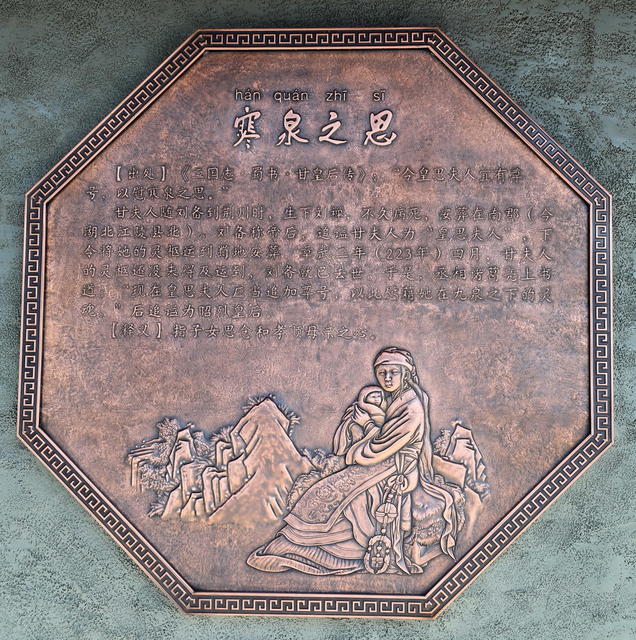 hán quán zhī sī
寒泉之思
【出处】《三国志·蜀书·甘皇后传》：“今皇思夫人宜有尊
号，以慰寒泉之思。”
甘夫人随刘备到荆州时，生下刘禅，不久病死，安葬在南郡（今
湖北江陵县北）。刘备称帝后，追谥甘夫人为“皇思夫人”，下
令将她的灵柩运到蜀地安葬。章武二年（223年）四月，甘夫人
的灵柩还没来得及运到，刘备就已去世。于是，丞相诸葛亮上书
道：“现在皇思夫人应当追加尊号，以此慰藉她在九泉之下的灵
魂。”后追谥为昭烈皇后。
【释义】指子女思念和孝顺母亲之心。